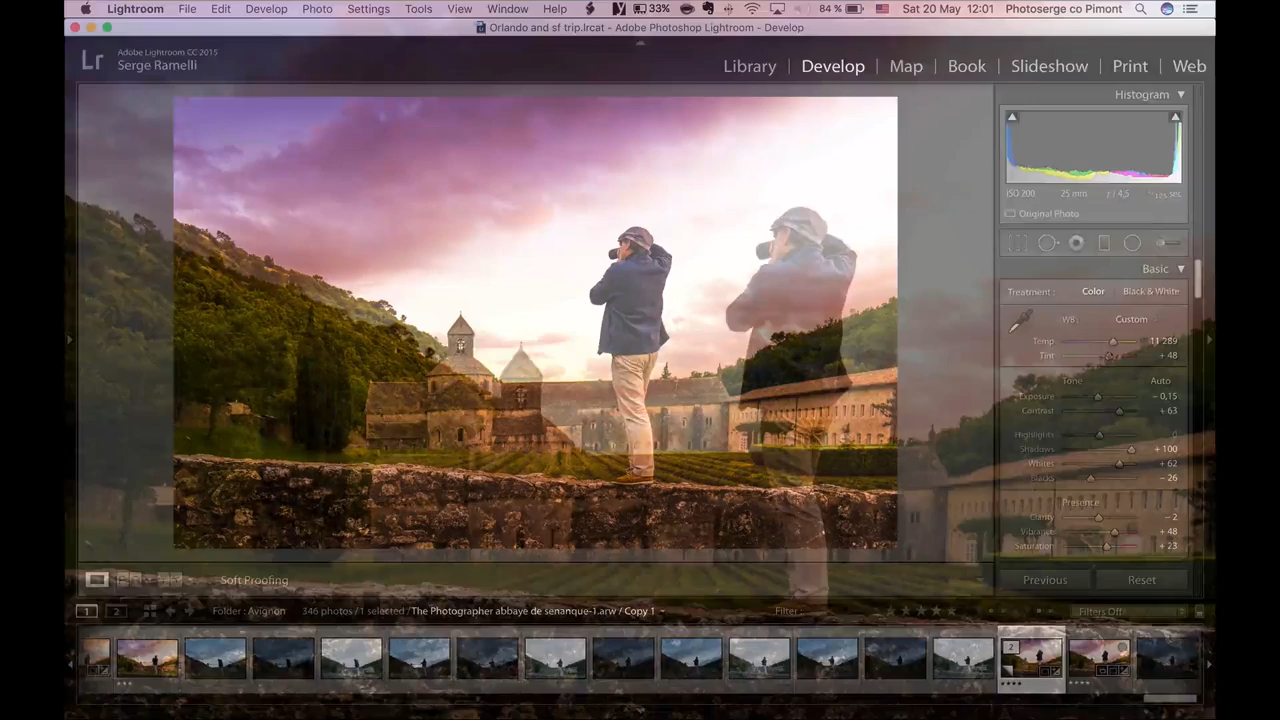 Lightroom File Edit Develop Photo Settings Tools View Window Help 33% 84 % Sat 20 May 12:01 Photoserge co Pimont
Orlando and sf trip.lrcat - Adobe Photoshop Lightroom - Develop
Lr Adobe Lightroom CC 2015
Serge Ramelli
Library | Develop | Map | Book | Slideshow | Print | Web
Histogram
ISO 200 25 mm f / 4,5
Original Photo
Basic
Treatment : Color Black & White
WB: Custom
Temp 11 289
Tint + 48
Tone Auto
Exposure − 0,15
Contrast + 63
Highlights
Shadows + 100
Whites + 62
Blacks − 26
Presence
Clarity − 2
Vibrance + 48
Saturation + 23
Soft Proofing Previous Reset
1 2 Folder : Avignon 346 photos /1 selected /The Photographer abbaye de senanque-1.arw / Copy 1 Filter : Filters Off
2